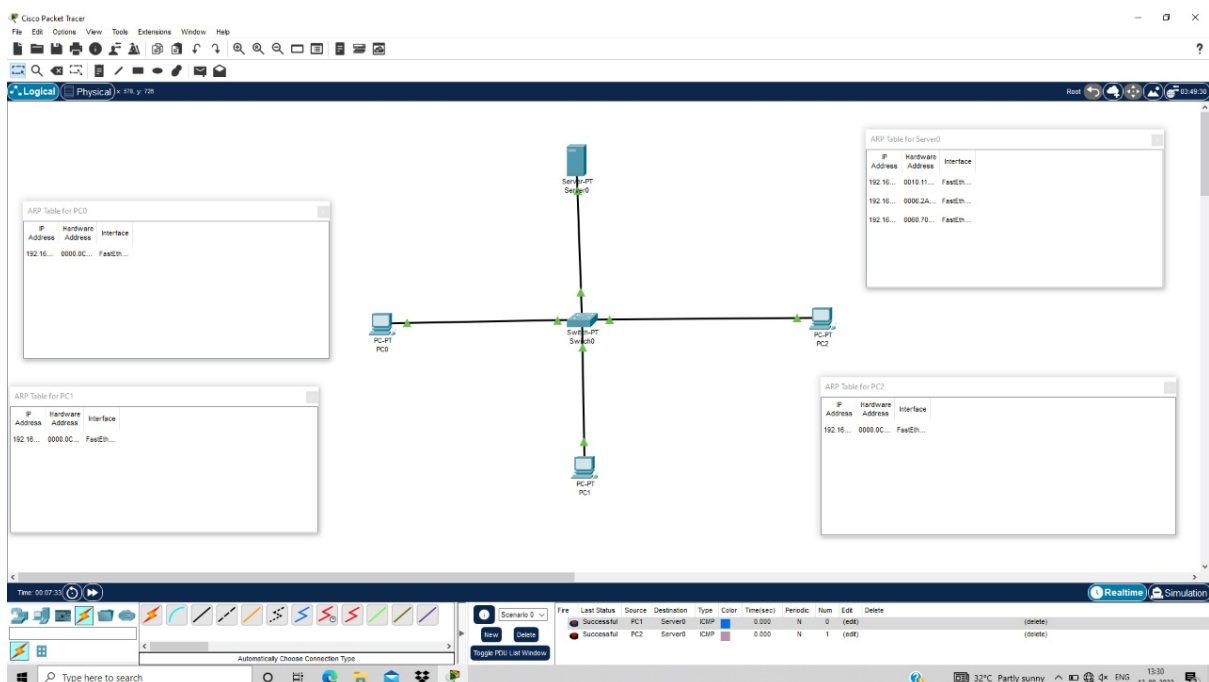 Cisco Packet Tracer
File Edit Options View Tools Extensions Window Help
?
Logical Physical x: 878, y: 728 Root 03:49:30
ARP Table for Server0
IP Address Hardware Address Interface
192.16... 0010.11... FastEth...
192.16... 0006.2A... FastEth...
192.16... 0060.70... FastEth...
Server-PT
Server0
ARP Table for PC0
IP Address Hardware Address Interface
192.16... 0000.0C... FastEth...
PC-PT
PC0
Switch-PT
Switch0
PC-PT
PC2
ARP Table for PC1
IP Address Hardware Address Interface
192.16... 0000.0C... FastEth...
ARP Table for PC2
IP Address Hardware Address Interface
192.16... 0000.0C... FastEth...
PC-PT
PC1
Time: 00:07:33 Realtime Simulation
Scenario 0
New Delete
Toggle PDU List Window
Fire Last Status Source Destination Type Color Time(sec) Periodic Num Edit Delete
Successful PC1 Server0 ICMP 0.000 N 0 (edit) (delete)
Successful PC2 Server0 ICMP 0.000 N 1 (edit) (delete)
Automatically Choose Connection Type
Type here to search
32°C Partly sunny ENG 13:30